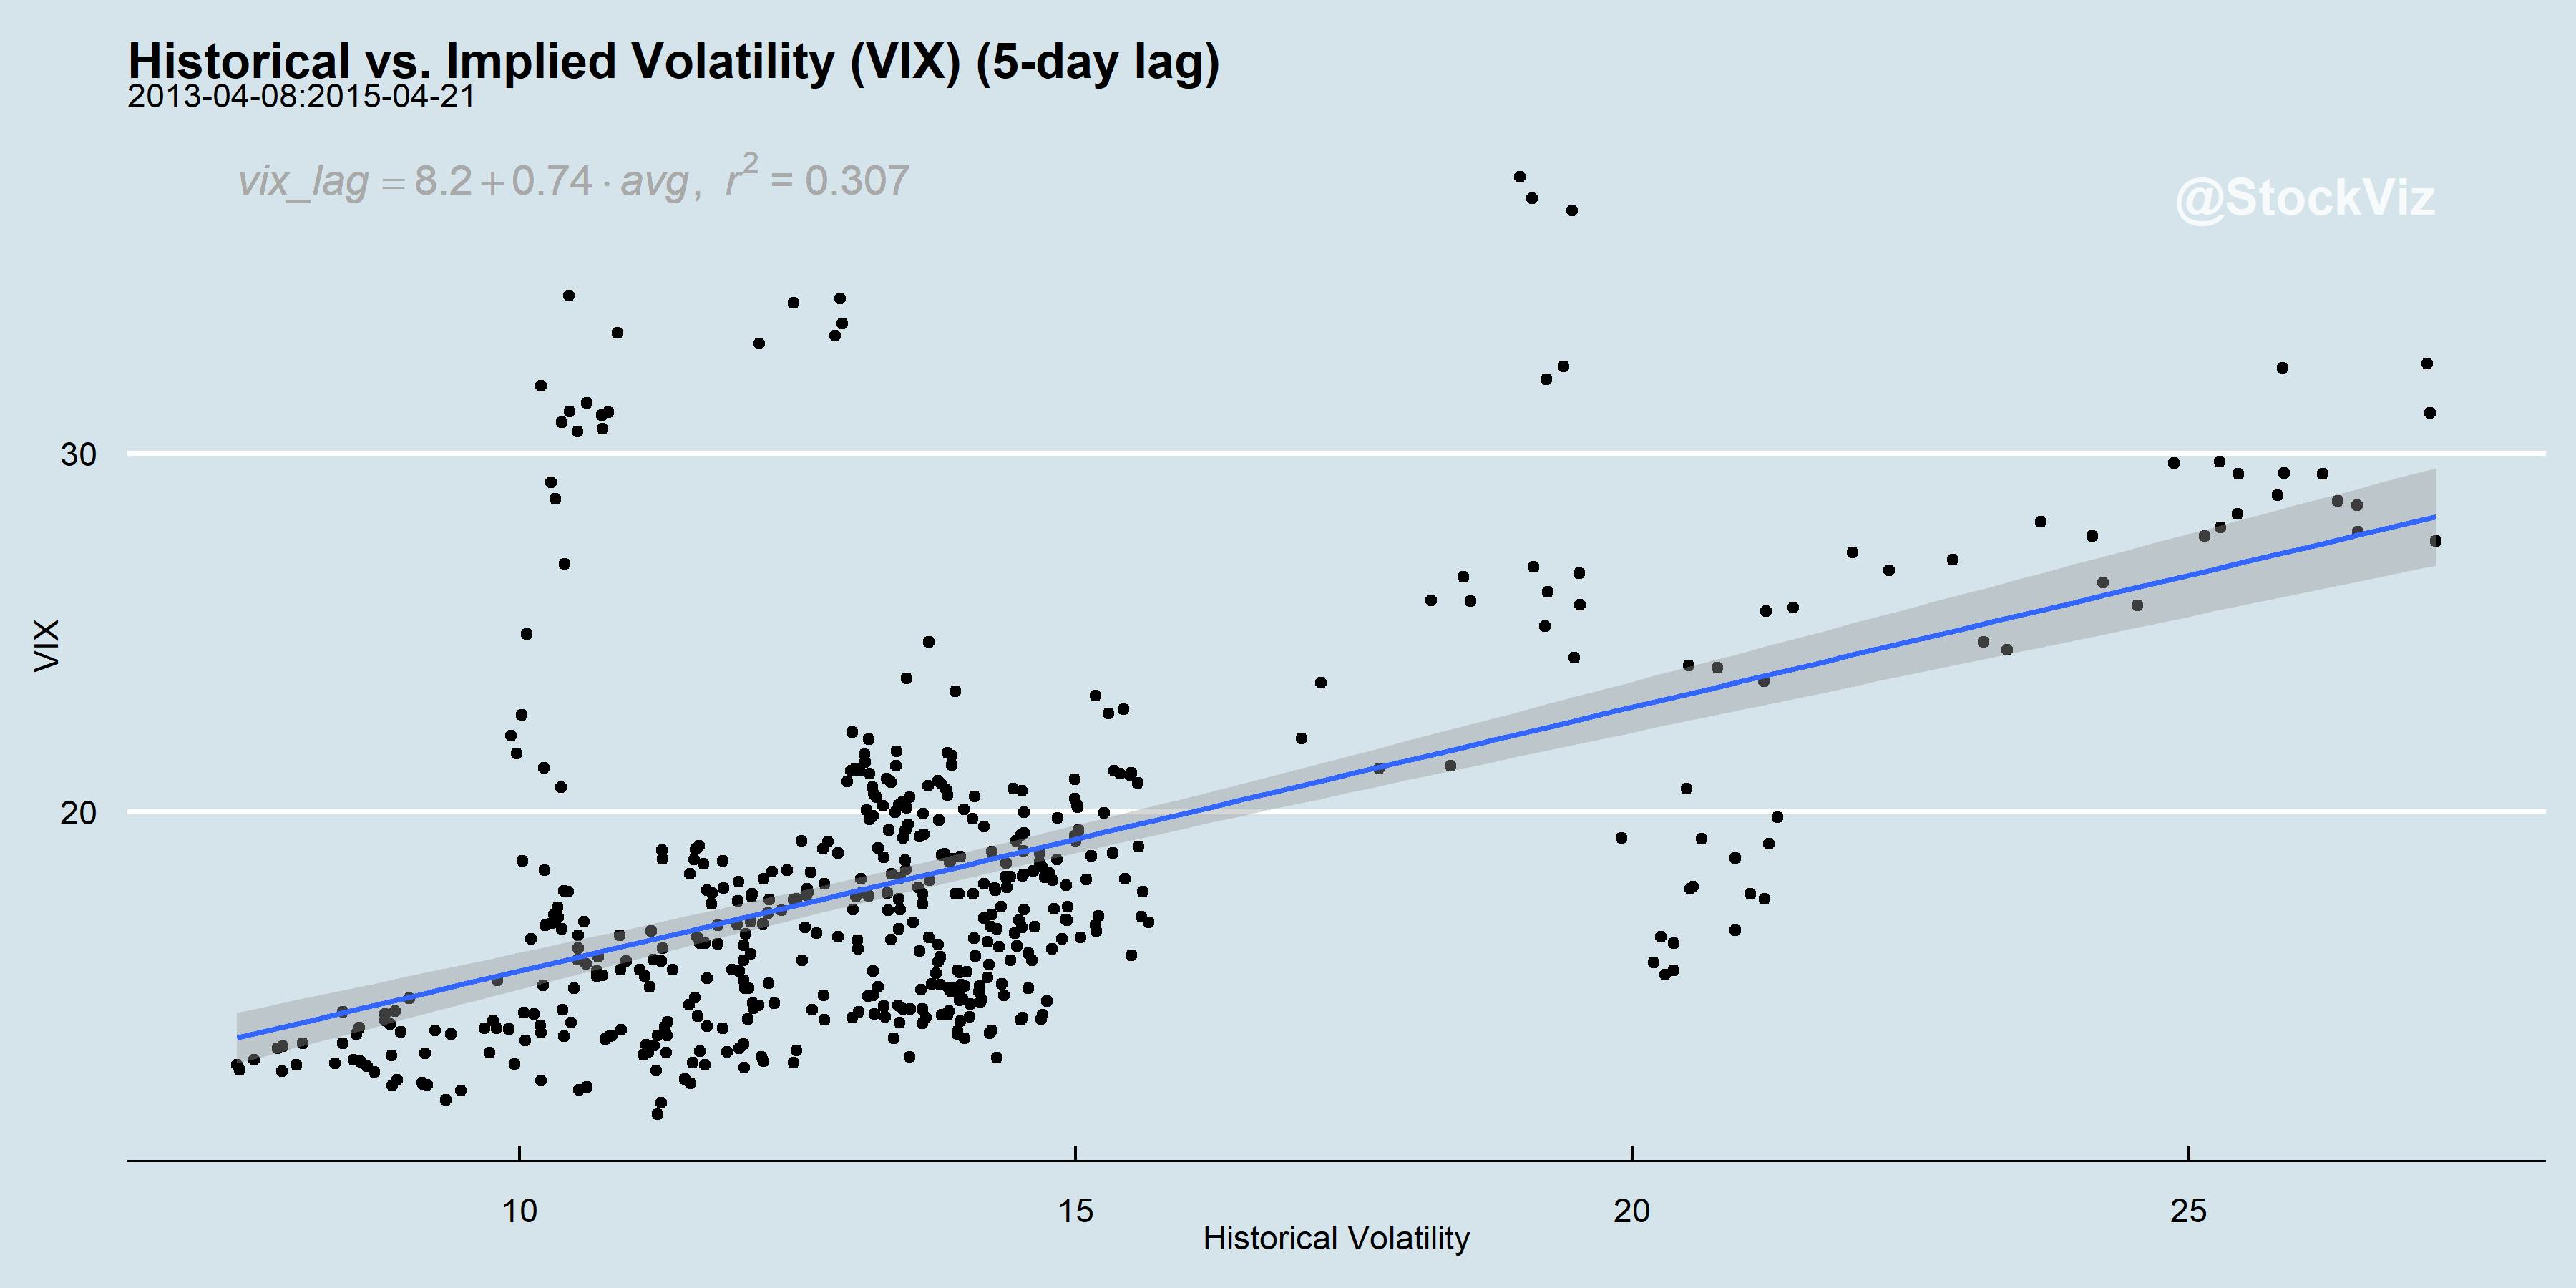 Historical vs. Implied Volatility (VIX) (5-day lag)
2013-04-08:2015-04-21
vix_lag = 8.2 + 0.74 · avg, r² = 0.307
@StockViz
30
VIX
20
10 15 20 25
Historical Volatility